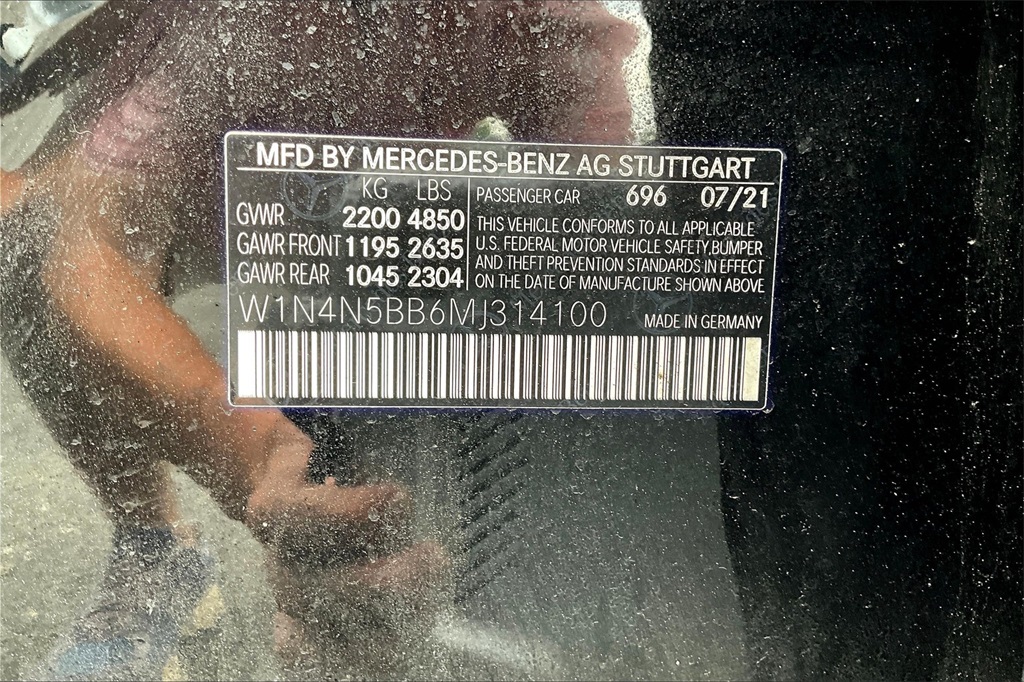 MFD BY MERCEDES-BENZ AG STUTTGART
KG LBS
GVWR 2200 4850
GAWR FRONT 1195 2635
GAWR REAR 1045 2304
PASSENGER CAR 696 07/21
THIS VEHICLE CONFORMS TO ALL APPLICABLE
U.S. FEDERAL MOTOR VEHICLE SAFETY,BUMPER
AND THEFT PREVENTION STANDARDS IN EFFECT
ON THE DATE OF MANUFACTURE SHOWN ABOVE
W1N4N5BB6MJ314100
MADE IN GERMANY